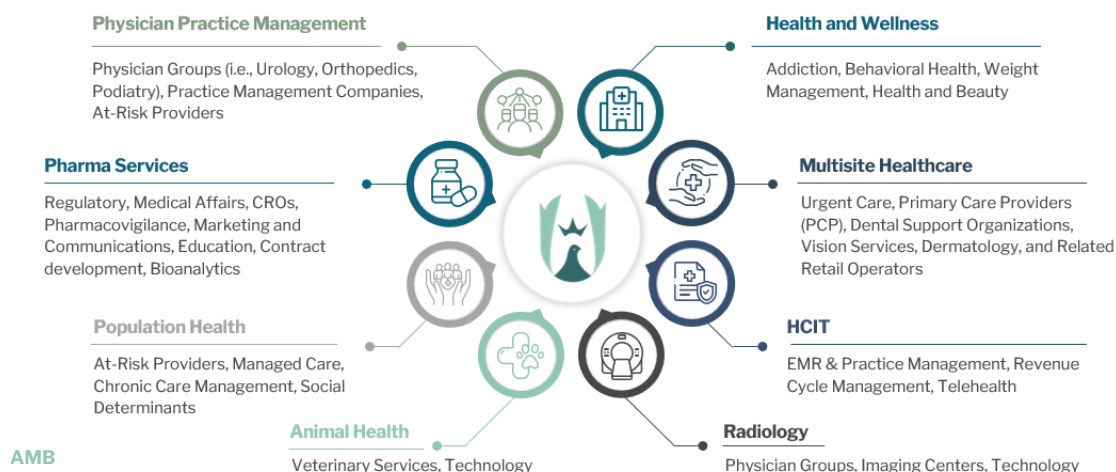 Physician Practice Management
Physician Groups (i.e., Urology, Orthopedics,
Podiatry), Practice Management Companies,
At-Risk Providers
Health and Wellness
Addiction, Behavioral Health, Weight
Management, Health and Beauty
Pharma Services
Regulatory, Medical Affairs, CROs,
Pharmacovigilance, Marketing and
Communications, Education, Contract
development, Bioanalytics
Multisite Healthcare
Urgent Care, Primary Care Providers
(PCP), Dental Support Organizations,
Vision Services, Dermatology, and Related
Retail Operators
Population Health
At-Risk Providers, Managed Care,
Chronic Care Management, Social
Determinants
HCIT
EMR & Practice Management, Revenue
Cycle Management, Telehealth
Animal Health
Veterinary Services, Technology
Radiology
Physician Groups, Imaging Centers, Technology
AMB